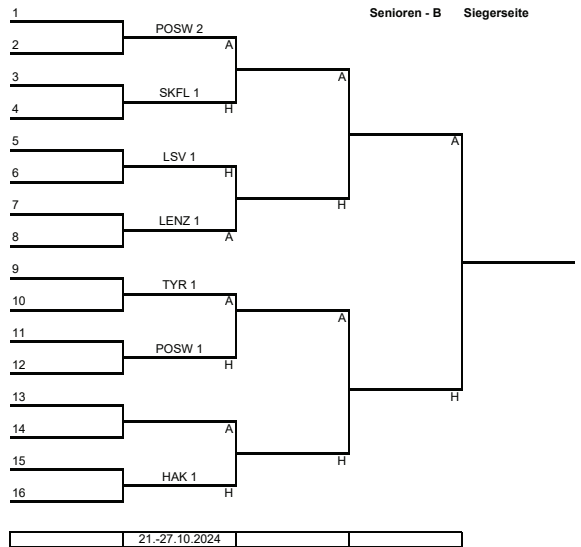 Senioren - B Siegerseite
1
POSW 2
2
A
3
A
SKFL 1
4
H
5
A
LSV 1
6
H
7
H
LENZ 1
8
A
9
TYR 1
10
A
11
A
POSW 1
12
H
13
H
14
A
15
H
HAK 1
16
H
21.-27.10.2024